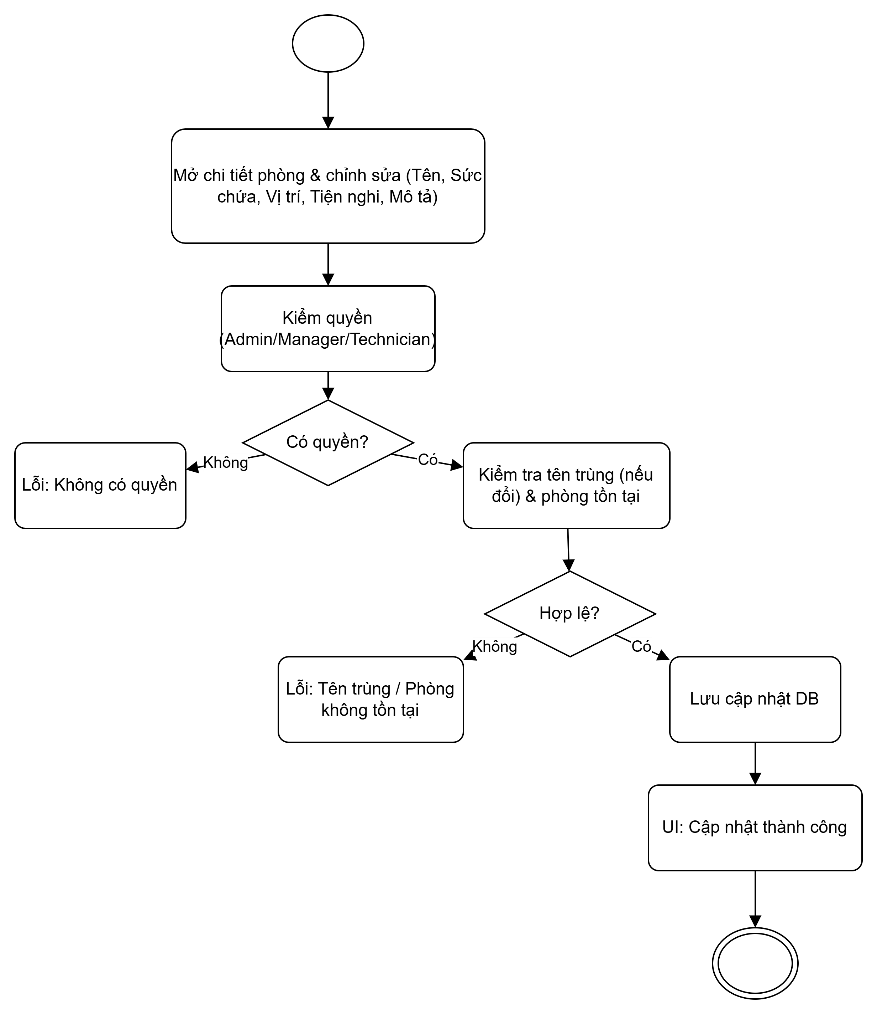 Mở chi tiết phòng & chỉnh sửa (Tên, Sức
chứa, Vị trí, Tiện nghi, Mô tả)
Kiểm quyền
(Admin/Manager/Technician)
Có quyền?
Không
Có
Lỗi: Không có quyền
Kiểm tra tên trùng (nếu
đổi) & phòng tồn tại
Hợp lệ?
Không
Có
Lỗi: Tên trùng / Phòng
không tồn tại
Lưu cập nhật DB
UI: Cập nhật thành công